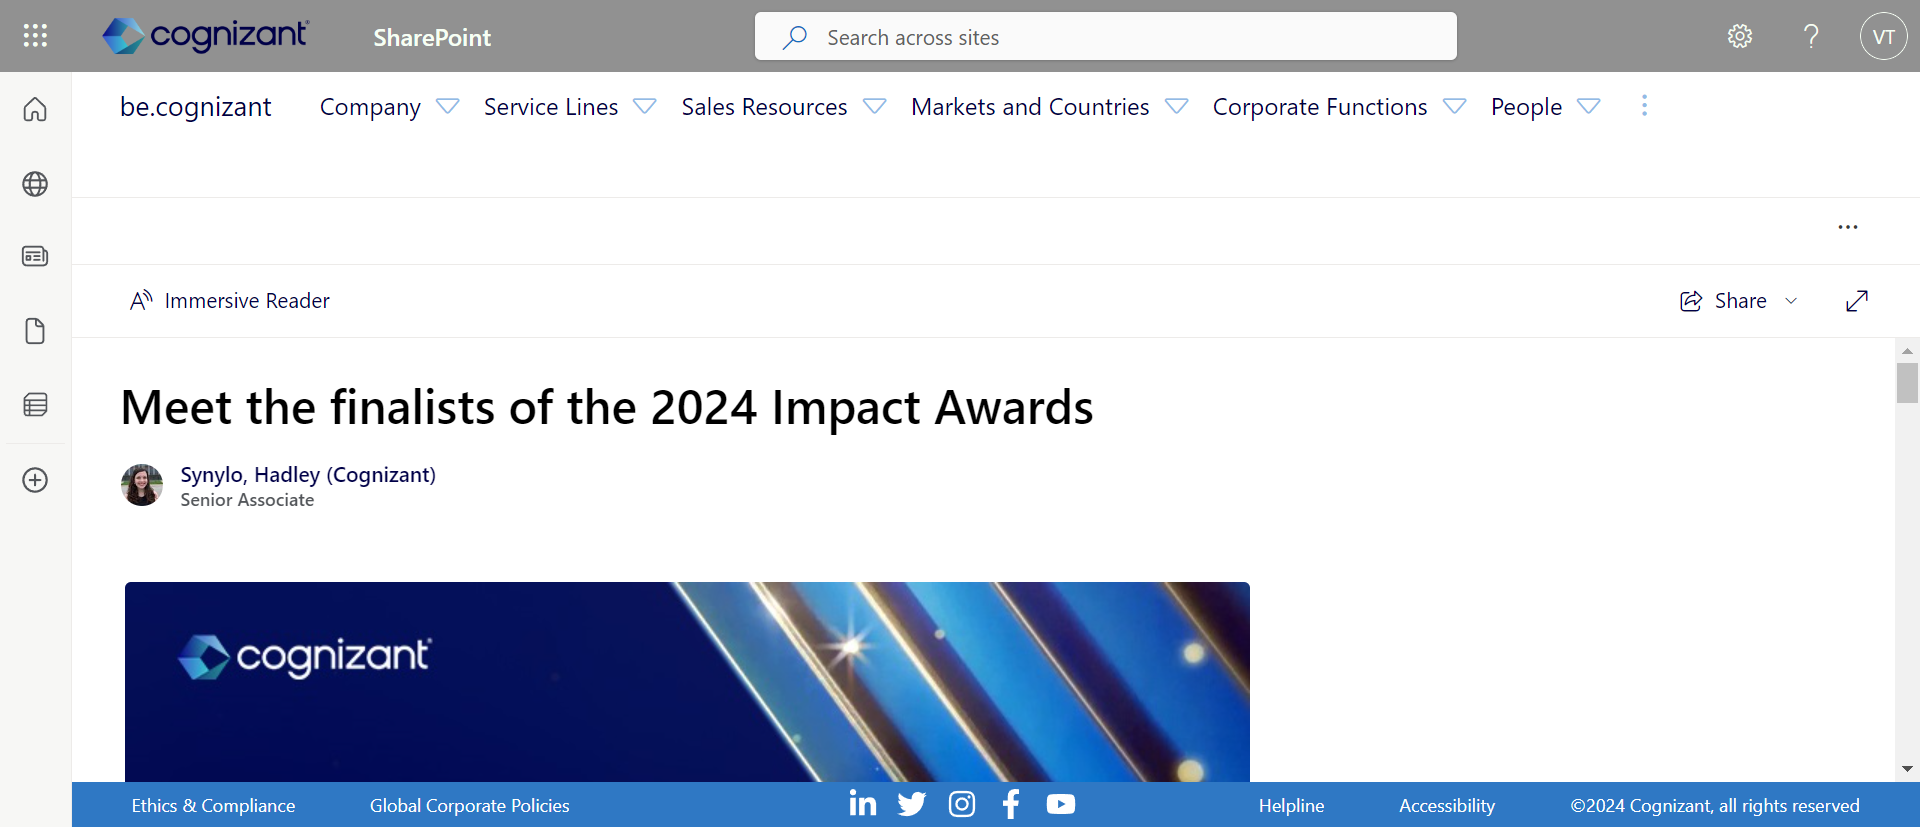 cognizant
SharePoint
Search across sites
VT
be.cognizant
Company
Service Lines
Sales Resources
Markets and Countries
Corporate Functions
People
Immersive Reader
Share
Meet the finalists of the 2024 Impact Awards
Synylo, Hadley (Cognizant)
Senior Associate
cognizant
Ethics & Compliance
Global Corporate Policies
Helpline
Accessibility
©2024 Cognizant, all rights reserved